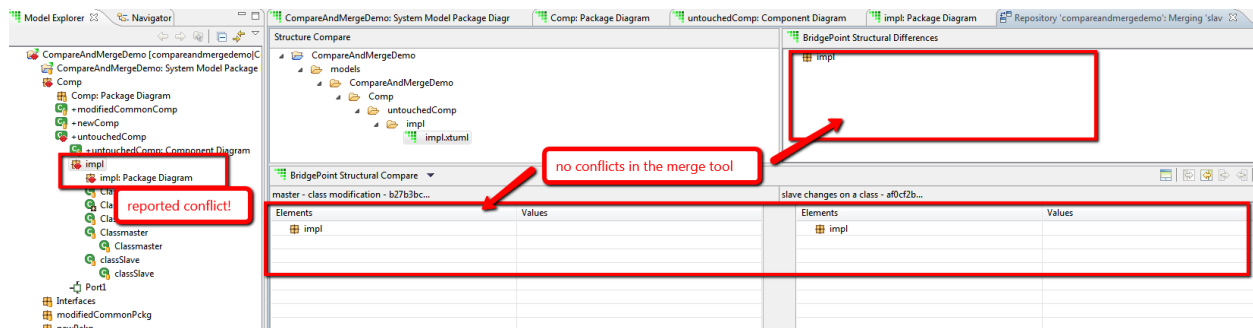 Model Explorer
Navigator
CompareAndMergeDemo: System Model Package Diagr
Comp: Package Diagram
untouchedComp: Component Diagram
impl: Package Diagram
Repository 'compareandmergedemo': Merging 'slav
CompareAndMergeDemo [compareandmergedemo|C
CompareAndMergeDemo: System Model Package
Comp
Comp: Package Diagram
+modifiedCommonComp
+newComp
+untouchedComp
+untouchedComp: Component Diagram
impl
impl: Package Diagram
Cla
Cla
Clas
reported conflict!
Classmaster
Classmaster
classSlave
classSlave
Port1
Interfaces
modifiedCommonPckg
newPckg
Structure Compare
CompareAndMergeDemo
models
CompareAndMergeDemo
Comp
untouchedComp
impl
impl.xtuml
BridgePoint Structural Differences
impl
no conflicts in the merge tool
BridgePoint Structural Compare
master - class modification - b27b3bc...
slave changes on a class - af0cf2b...
Elements
Values
Elements
Values
impl
impl